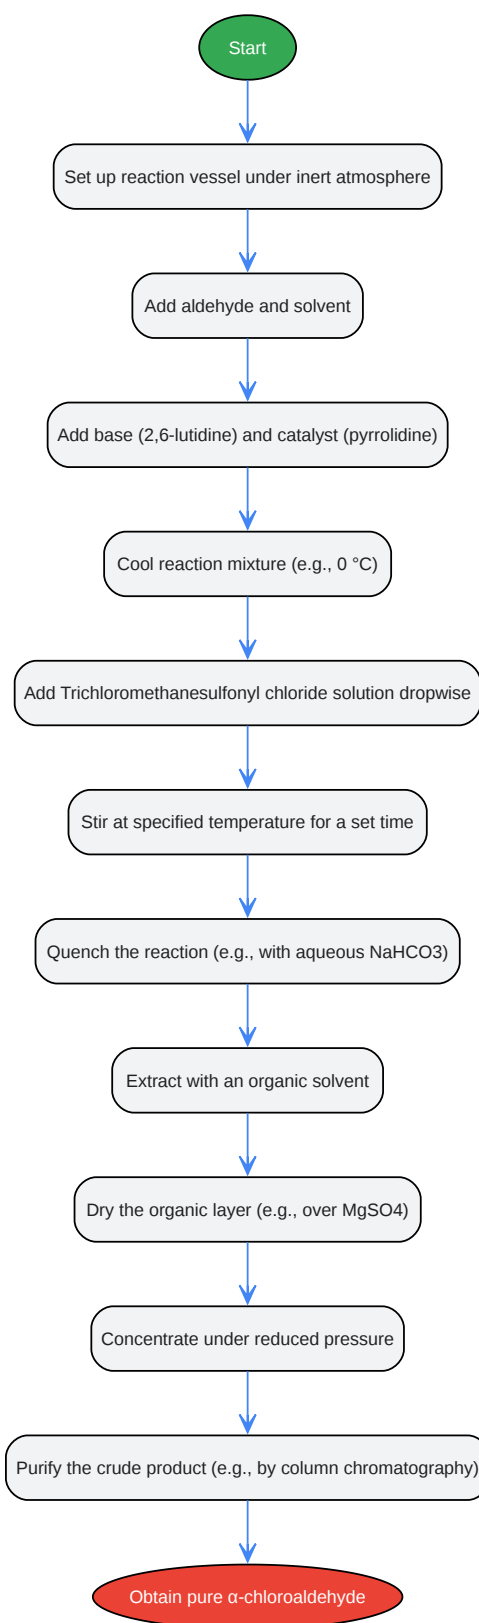 Start
Set up reaction vessel under inert atmosphere
Add aldehyde and solvent
Add base (2,6-lutidine) and catalyst (pyrrolidine)
Cool reaction mixture (e.g., 0 °C)
Add Trichloromethanesulfonyl chloride solution dropwise
Stir at specified temperature for a set time
Quench the reaction (e.g., with aqueous NaHCO3)
Extract with an organic solvent
Dry the organic layer (e.g., over MgSO4)
Concentrate under reduced pressure
Purify the crude product (e.g., by column chromatography)
Obtain pure α-chloroaldehyde